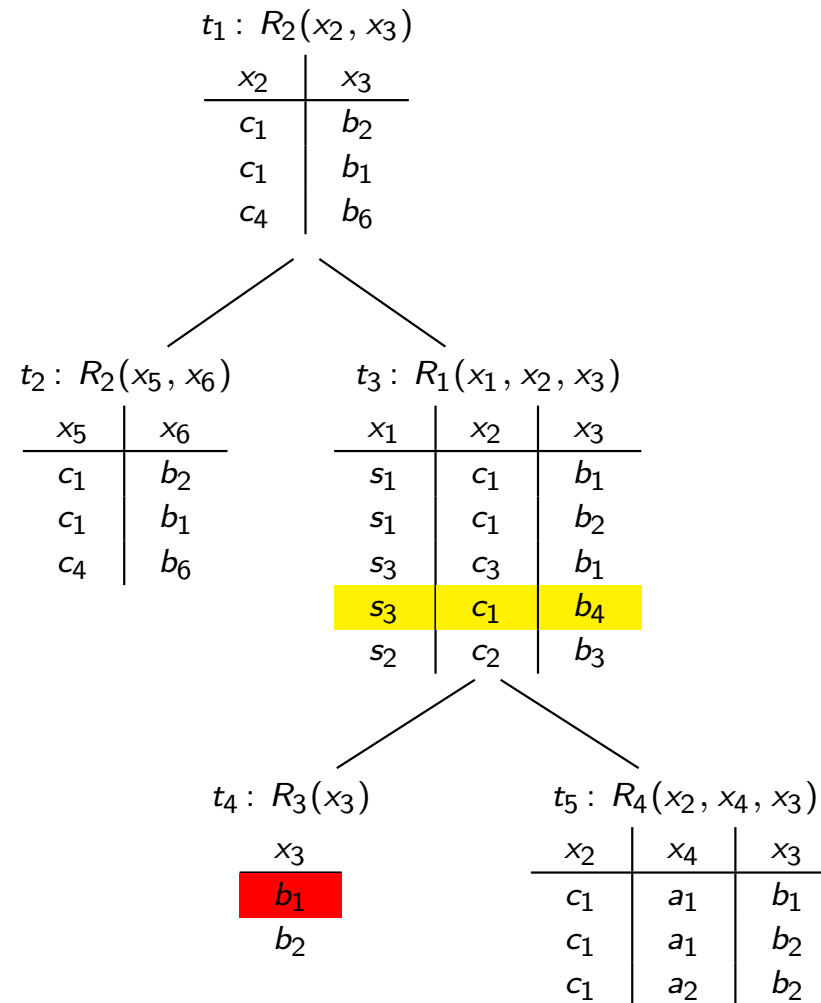 t₁: R₂(x₂, x₃)
x₂ x₃
c₁ b₂
c₁ b₁
c₄ b₆
t₂: R₂(x₅, x₆)
x₅ x₆
c₁ b₂
c₁ b₁
c₄ b₆
t₃: R₁(x₁, x₂, x₃)
x₁ x₂ x₃
s₁ c₁ b₁
s₁ c₁ b₂
s₃ c₃ b₁
s₃ c₁ b₄
s₂ c₂ b₃
t₄: R₃(x₃)
x₃
b₁
b₂
t₅: R₄(x₂, x₄, x₃)
x₂ x₄ x₃
c₁ a₁ b₁
c₁ a₁ b₂
c₁ a₂ b₂